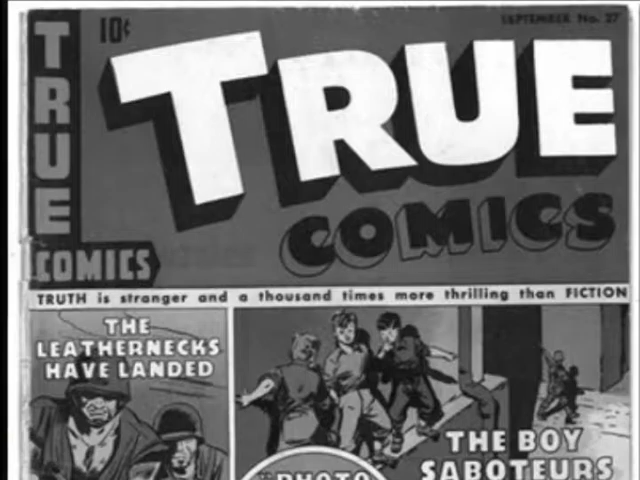 SEPTEMBER No. 27
10¢
TRUE
COMICS
TRUE
COMICS
TRUTH is stranger and a thousand times more thrilling than FICTION
THE
LEATHERNECKS
HAVE LANDED
THE BOY
SABOTEURS
PHOTO